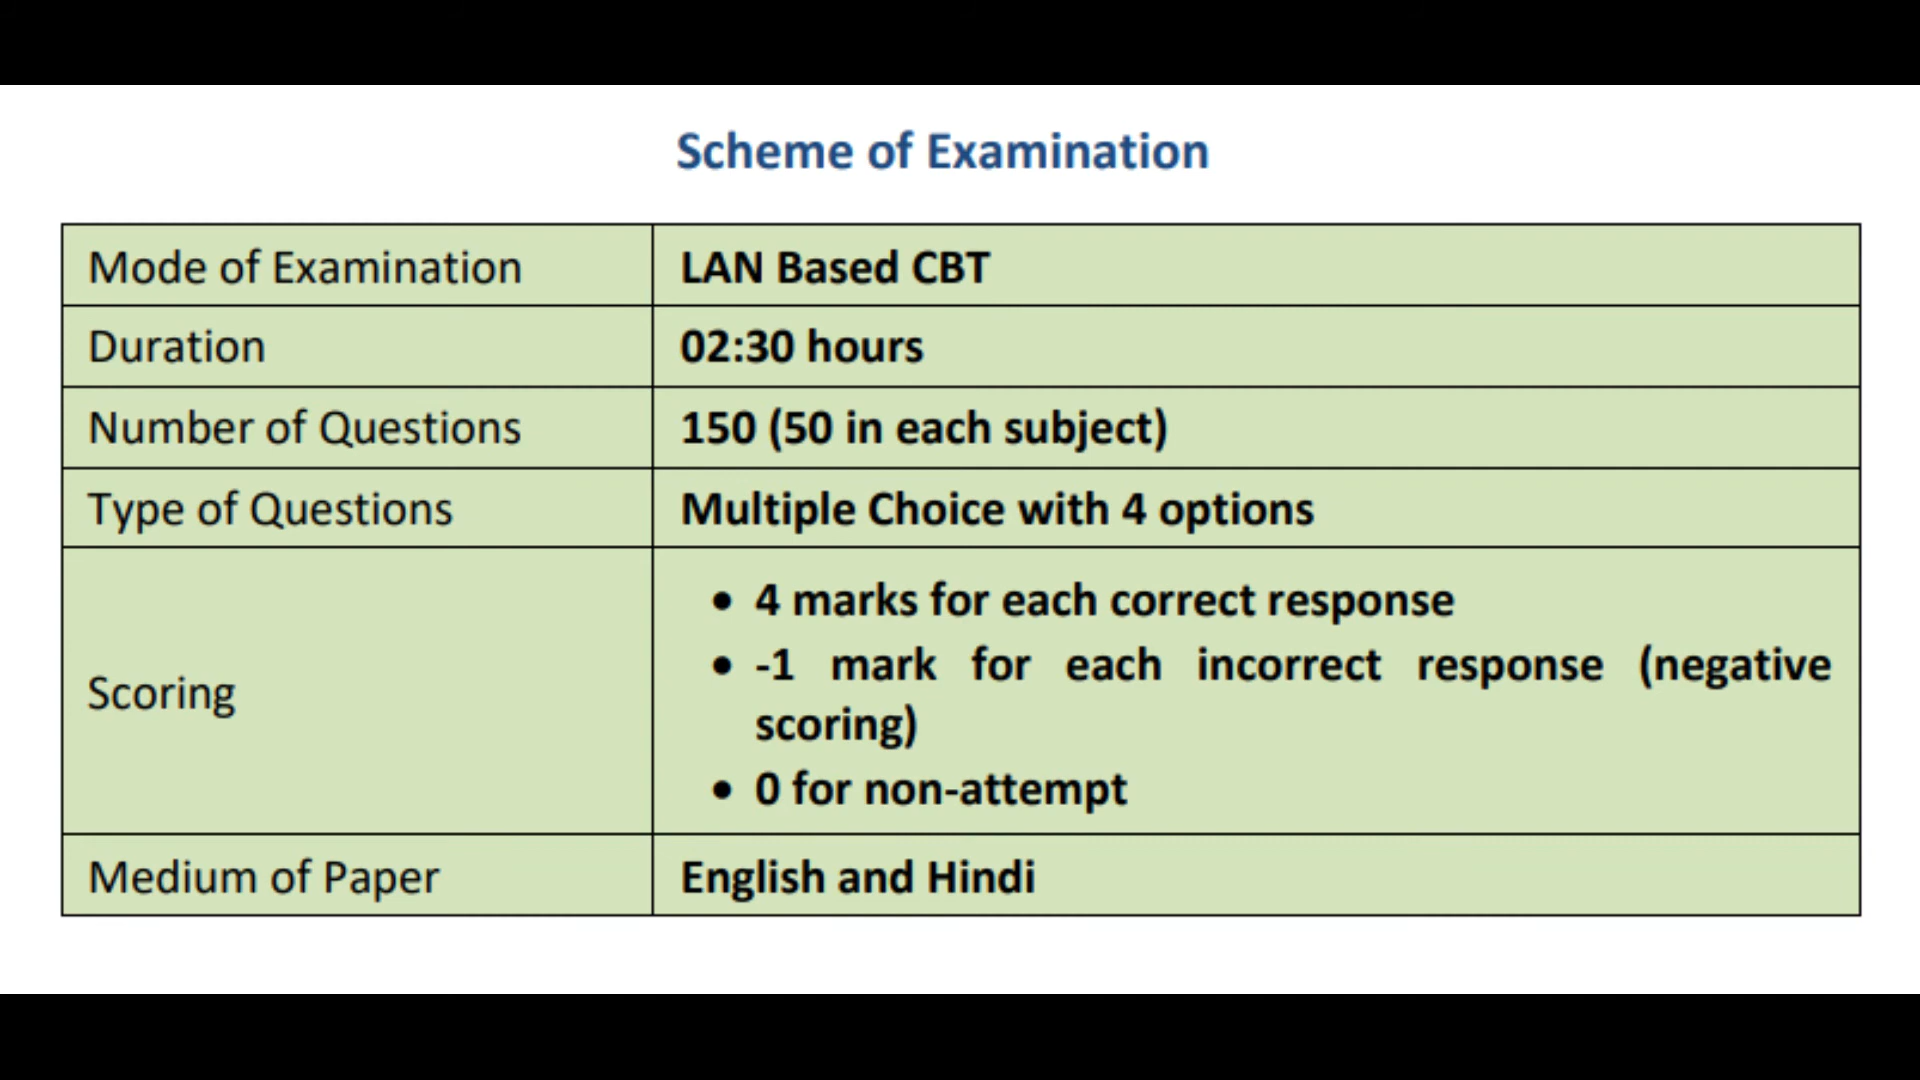 Scheme of Examination
Mode of Examination LAN Based CBT
Duration 02:30 hours
Number of Questions 150 (50 in each subject)
Type of Questions Multiple Choice with 4 options
Scoring
• 4 marks for each correct response
• -1 mark for each incorrect response (negative
scoring)
• 0 for non-attempt
Medium of Paper English and Hindi